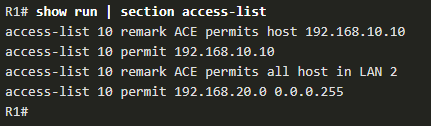 R1# show run | section access-list
access-list 10 remark ACE permits host 192.168.10.10
access-list 10 permit 192.168.10.10
access-list 10 remark ACE permits all host in LAN 2
access-list 10 permit 192.168.20.0 0.0.0.255
R1#